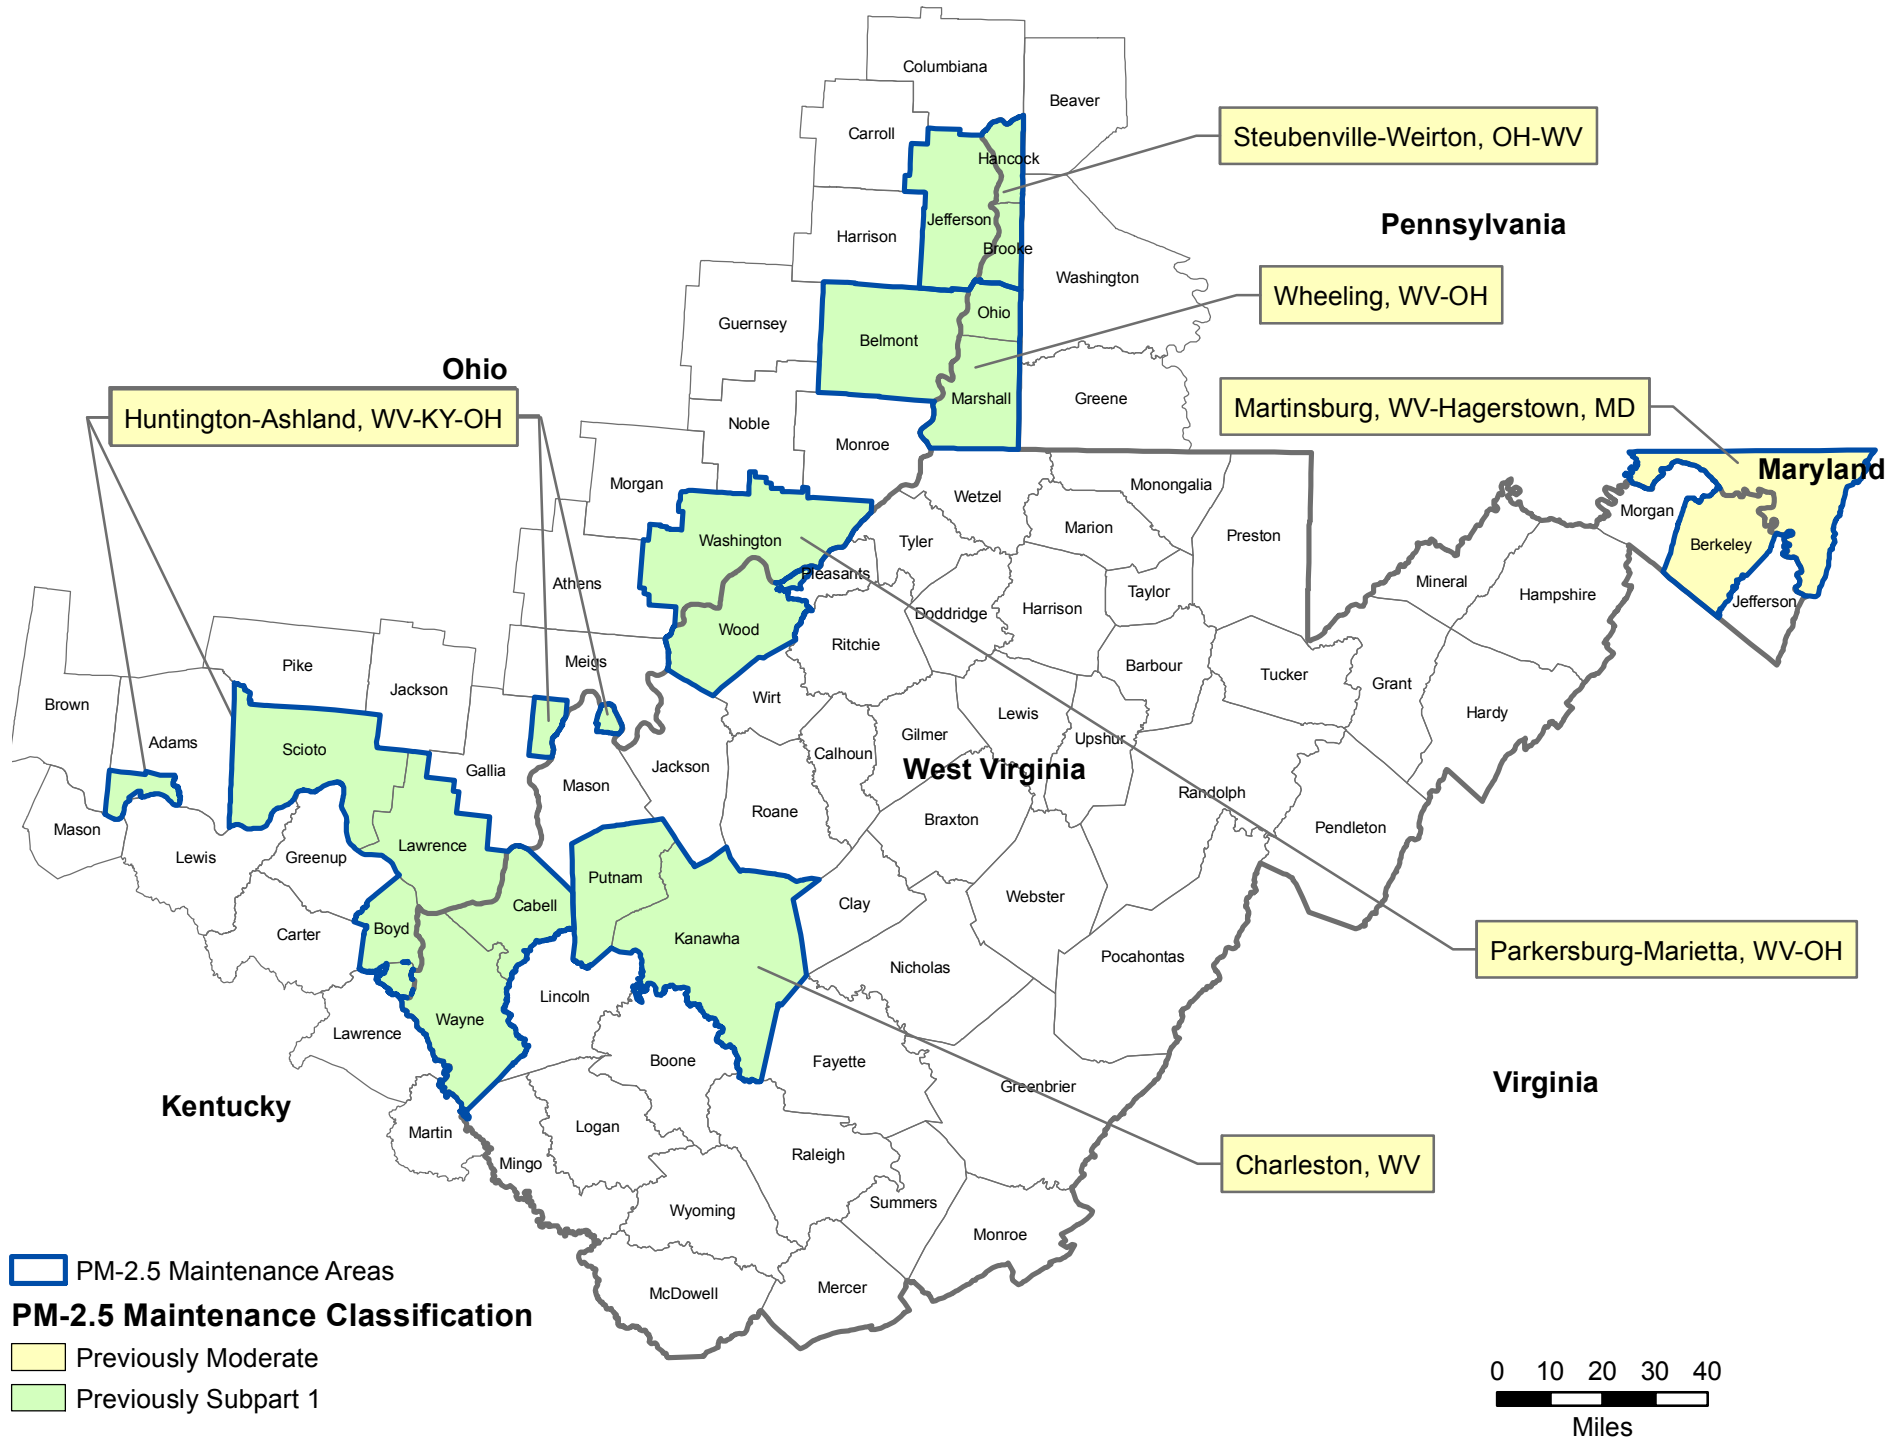 Columbiana
Beaver
Carroll
Steubenville-Weirton, OH-WV
Hancock
Jefferson
Pennsylvania
Harrison
Brooke
Washington
Wheeling, WV-OH
Ohio
Guernsey
Belmont
Ohio
Marshall
Greene
Martinsburg, WV-Hagerstown, MD
Huntington-Ashland, WV-KY-OH
Noble
Monroe
Maryland
Morgan
Wetzel
Monongalia
Morgan
Marion
Preston
Washington
Tyler
Berkeley
Athens
Pleasants
Taylor
Mineral
Hampshire
Jefferson
Doddridge
Harrison
Wood
Ritchie
Meigs
Pike
Barbour
Tucker
Grant
Jackson
Wirt
Brown
Lewis
Hardy
Adams
Scioto
Gilmer
Upshur
Calhoun
Gallia
Jackson
West Virginia
Mason
Randolph
Roane
Braxton
Pendleton
Mason
Lawrence
Lewis
Greenup
Putnam
Webster
Clay
Cabell
Boyd
Carter
Kanawha
Parkersburg-Marietta, WV-OH
Pocahontas
Nicholas
Lincoln
Wayne
Lawrence
Boone
Fayette
Greenbrier
Virginia
Kentucky
Logan
Martin
Raleigh
Mingo
Charleston, WV
Summers
Wyoming
Monroe
PM-2.5 Maintenance Areas
Mercer
McDowell
PM-2.5 Maintenance Classification
Previously Moderate
Previously Subpart 1
0 10 20 30 40
Miles